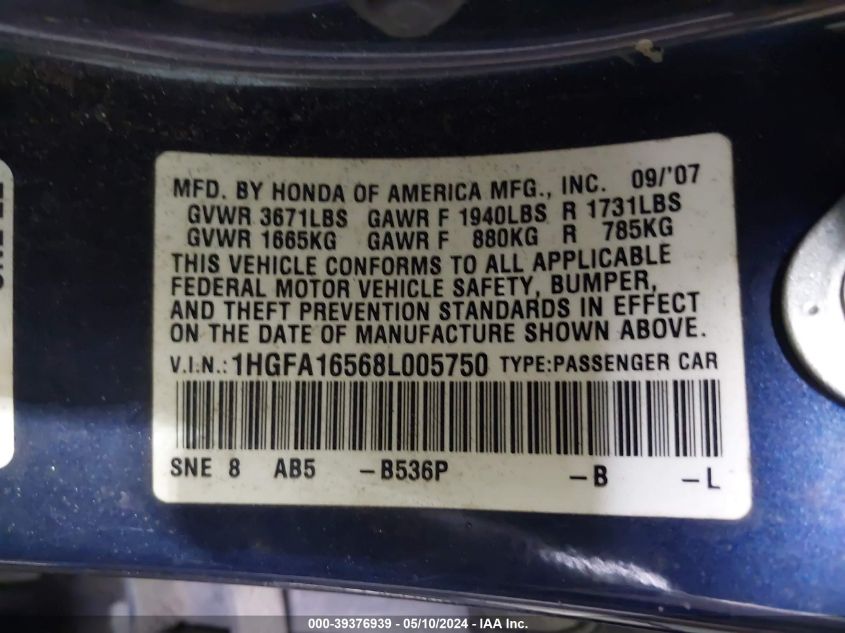 MFD. BY HONDA OF AMERICA MFG., INC. 09/'07
GVWR 3671LBS GAWR F 1940LBS R 1731LBS
GVWR 1665KG GAWR F 880KG R 785KG
THIS VEHICLE CONFORMS TO ALL APPLICABLE
FEDERAL MOTOR VEHICLE SAFETY, BUMPER,
AND THEFT PREVENTION STANDARDS IN EFFECT
ON THE DATE OF MANUFACTURE SHOWN ABOVE.
V.I.N.: 1HGFA16568L005750 TYPE:PASSENGER CAR
SNE 8 AB5 -B536P -B -L
000-39376939 - 05/10/2024 - IAA Inc.